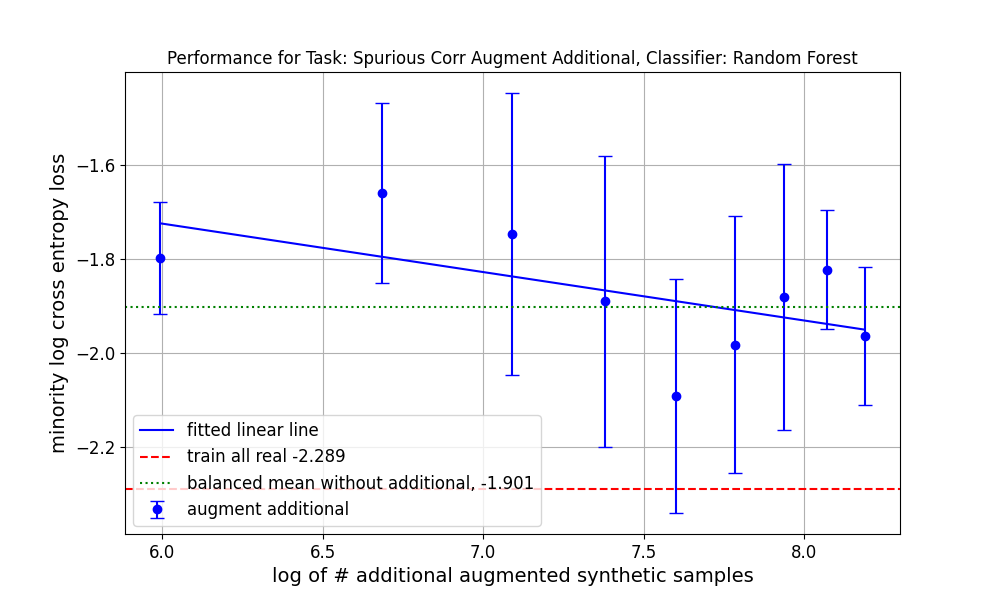 Performance for Task: Spurious Corr Augment Additional, Classifier: Random Forest
minority log cross entropy loss
−1.6
−1.8
−2.0
−2.2
fitted linear line
train all real -2.289
balanced mean without additional, -1.901
augment additional
6.0 6.5 7.0 7.5 8.0
log of # additional augmented synthetic samples